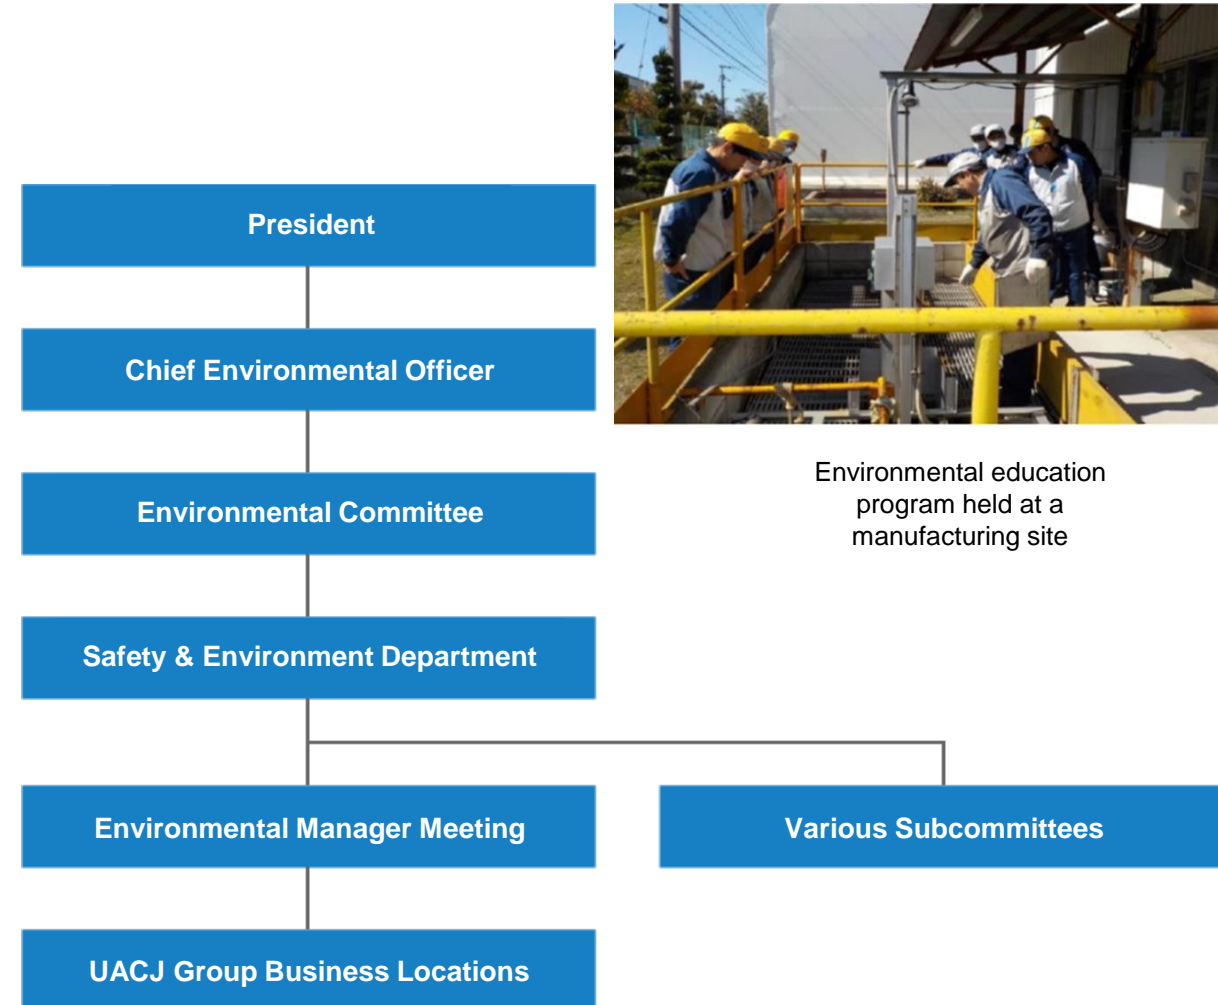 President
Chief Environmental Officer
Environmental Committee
Environmental education
program held at a
manufacturing site
Safety & Environment Department
Environmental Manager Meeting
Various Subcommittees
UACJ Group Business Locations